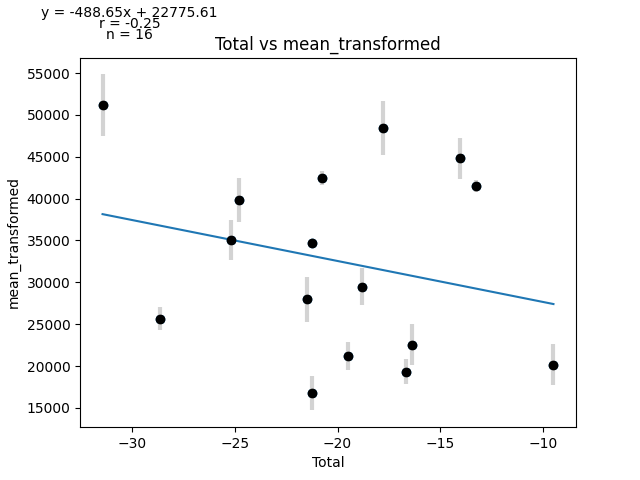 y = -488.65x + 22775.61
r = -0.25
n = 16
Total vs mean_transformed
55000
50000
45000
40000
35000
30000
25000
20000
15000
mean_transformed
−30
−25
−20
−15
−10
Total